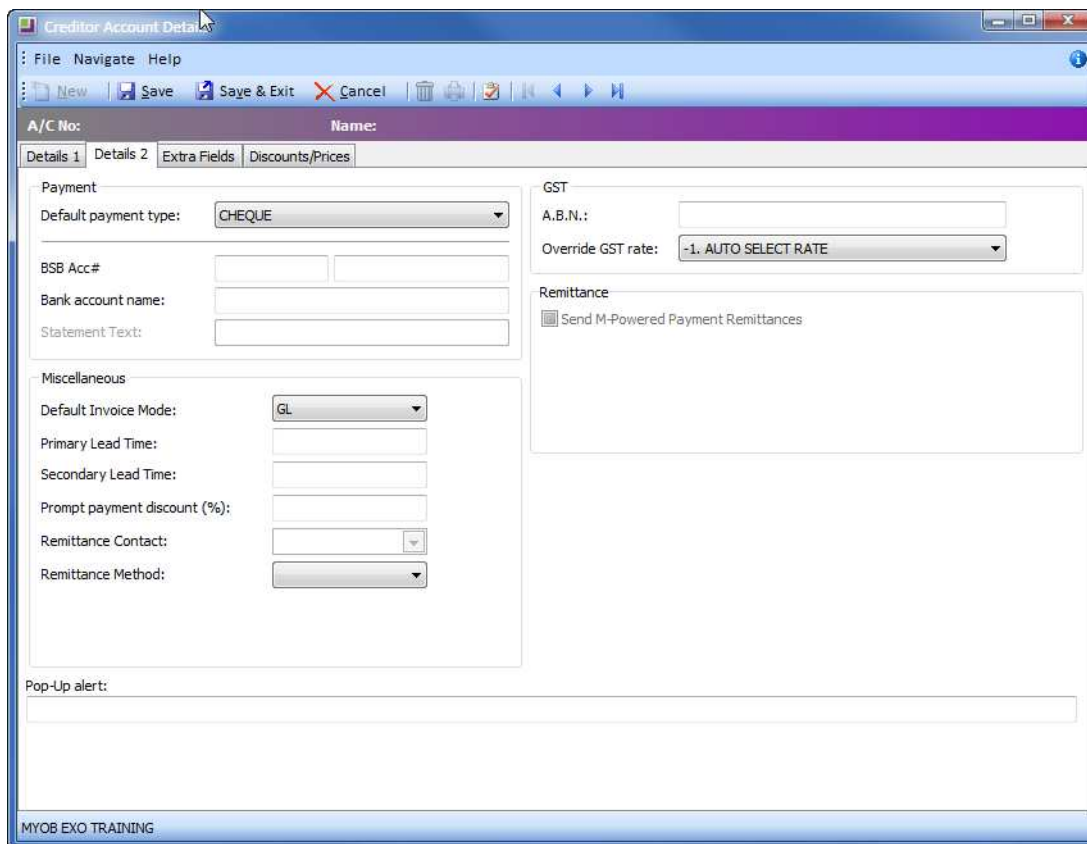 Creditor Account Details
File Navigate Help
New Save Save & Exit Cancel
A/C No: Name:
Details 1 Details 2 Extra Fields Discounts/Prices
Payment
Default payment type: CHEQUE
BSB Acc#
Bank account name:
Statement Text:
GST
A.B.N.:
Override GST rate: -1. AUTO SELECT RATE
Remittance
Send M-Powered Payment Remittances
Miscellaneous
Default Invoice Mode: GL
Primary Lead Time:
Secondary Lead Time:
Prompt payment discount (%):
Remittance Contact:
Remittance Method:
Pop-Up alert:
MYOB EXO TRAINING